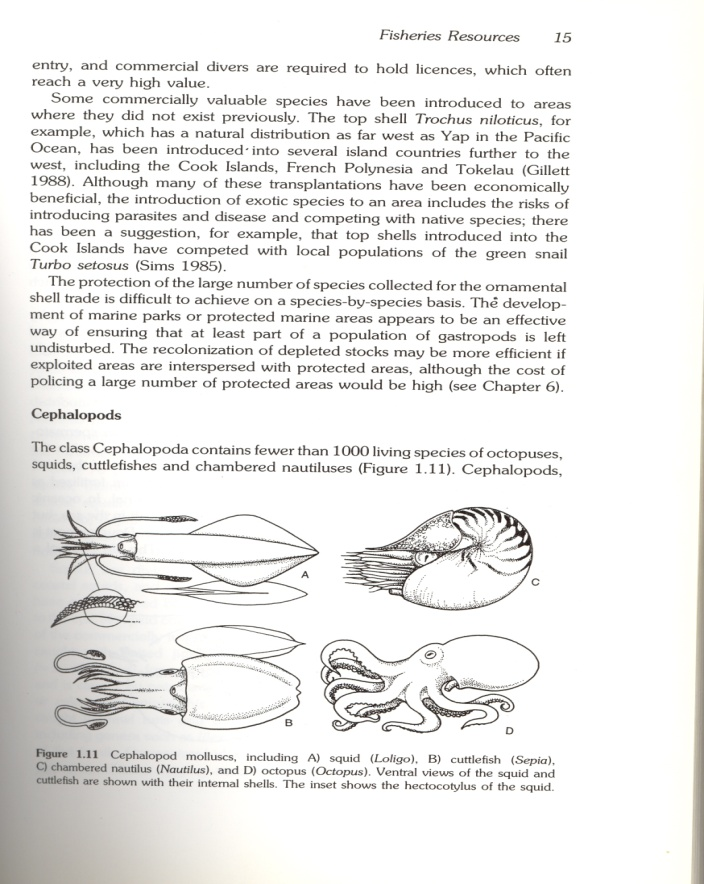 Fisheries Resources 15
entry, and commercial divers are required to hold licences, which often
reach a very high value.
Some commercially valuable species have been introduced to areas
where they did not exist previously. The top shell Trochus niloticus, for
example, which has a natural distribution as far west as Yap in the Pacific
Ocean, has been introduced into several island countries further to the
west, including the Cook Islands, French Polynesia and Tokelau (Gillett
1988). Although many of these transplantations have been economically
beneficial, the introduction of exotic species to an area includes the risks of
introducing parasites and disease and competing with native species; there
has been a suggestion, for example, that top shells introduced into the
Cook Islands have competed with local populations of the green snail
Turbo setosus (Sims 1985).
The protection of the large number of species collected for the ornamental
shell trade is difficult to achieve on a species-by-species basis. The develop-
ment of marine parks or protected marine areas appears to be an effective
way of ensuring that at least part of a population of gastropods is left
undisturbed. The recolonization of depleted stocks may be more efficient if
exploited areas are interspersed with protected areas, although the cost of
policing a large number of protected areas would be high (see Chapter 6).
Cephalopods
The class Cephalopoda contains fewer than 1000 living species of octopuses,
squids, cuttlefishes and chambered nautiluses (Figure 1.11). Cephalopods,
A
C
B
D
Figure 1.11 Cephalopod molluscs, including A) squid (Loligo), B) cuttlefish (Sepia),
C) chambered nautilus (Nautilus), and D) octopus (Octopus). Ventral views of the squid and
cuttlefish are shown with their internal shells. The inset shows the hectocotylus of the squid.